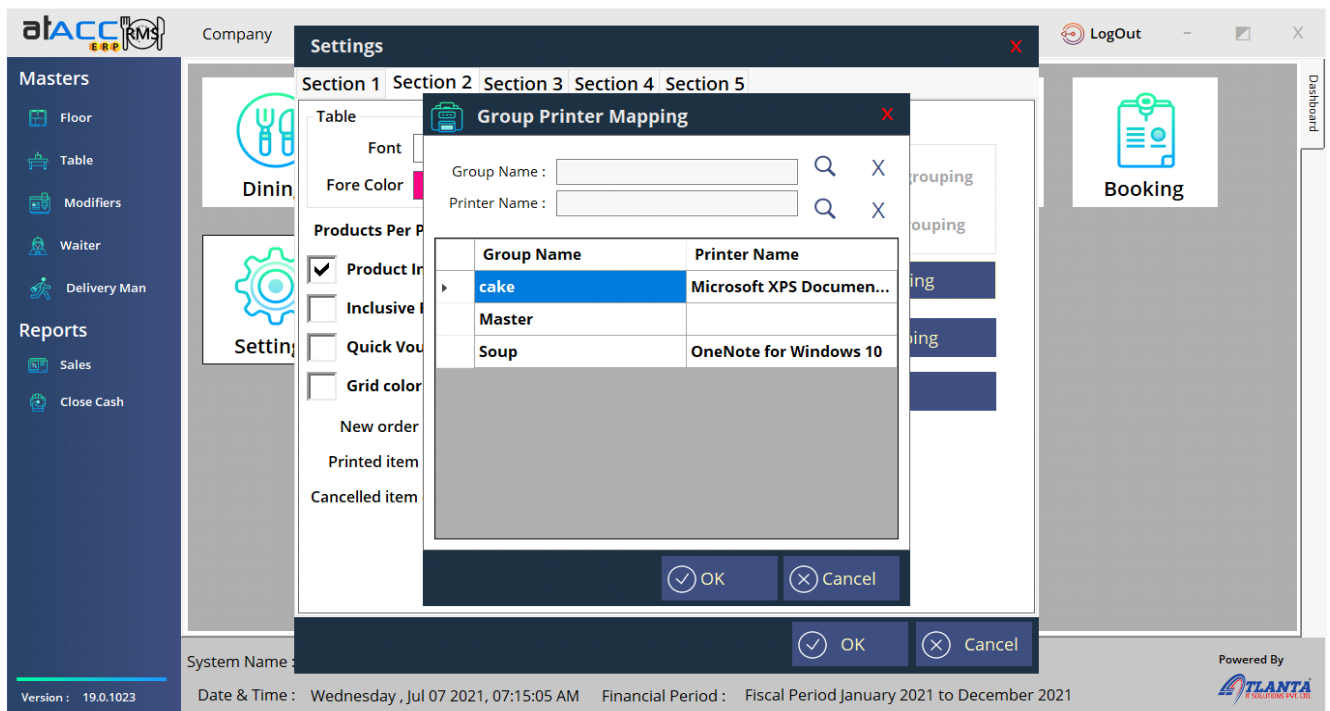 atACC RMS
ERP
Company
LogOut
X
Masters
Floor
Table
Modifiers
Waiter
Delivery Man
Reports
Sales
Close Cash
Version : 19.0.1023
Dashboard
Booking
Settings X
Section 1 Section 2 Section 3 Section 4 Section 5
Table
Font
Fore Color
Products Per P
Product In
Inclusive
Quick Vou
Grid color
New order
Printed item
Cancelled item
rouping
ouping
ing
ping
Group Printer Mapping X
Group Name : X
Printer Name : X
Group Name Printer Name
cake Microsoft XPS Documen...
Master
Soup OneNote for Windows 10
OK Cancel
OK Cancel
Dinin
Setting
System Name :
Date & Time : Wednesday , Jul 07 2021, 07:15:05 AM Financial Period : Fiscal Period January 2021 to December 2021
Powered By
ATLANTA
IT SOLUTIONS PVT. LTD.